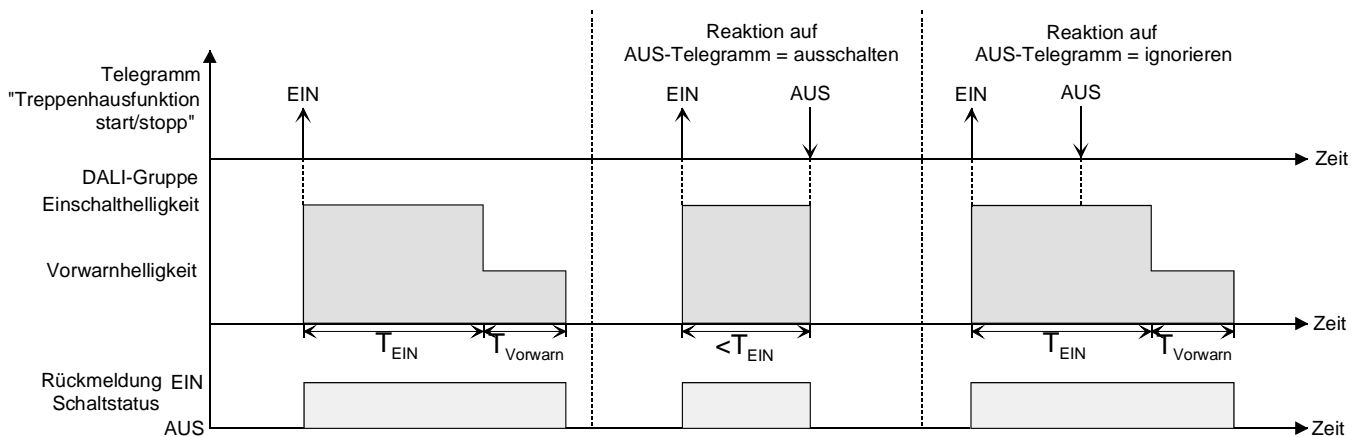 Reaktion auf
AUS-Telegramm = ausschalten
Reaktion auf
AUS-Telegramm = ignorieren
Telegramm
"Treppenhausfunktion
start/stopp"
EIN
EIN
AUS
EIN
AUS
Zeit
DALI-Gruppe
Einschalthelligkeit
Vorwarnhelligkeit
Zeit
TEIN
TVorwarn
<TEIN
TEIN
TVorwarn
Rückmeldung EIN
Schaltstatus
AUS
Zeit